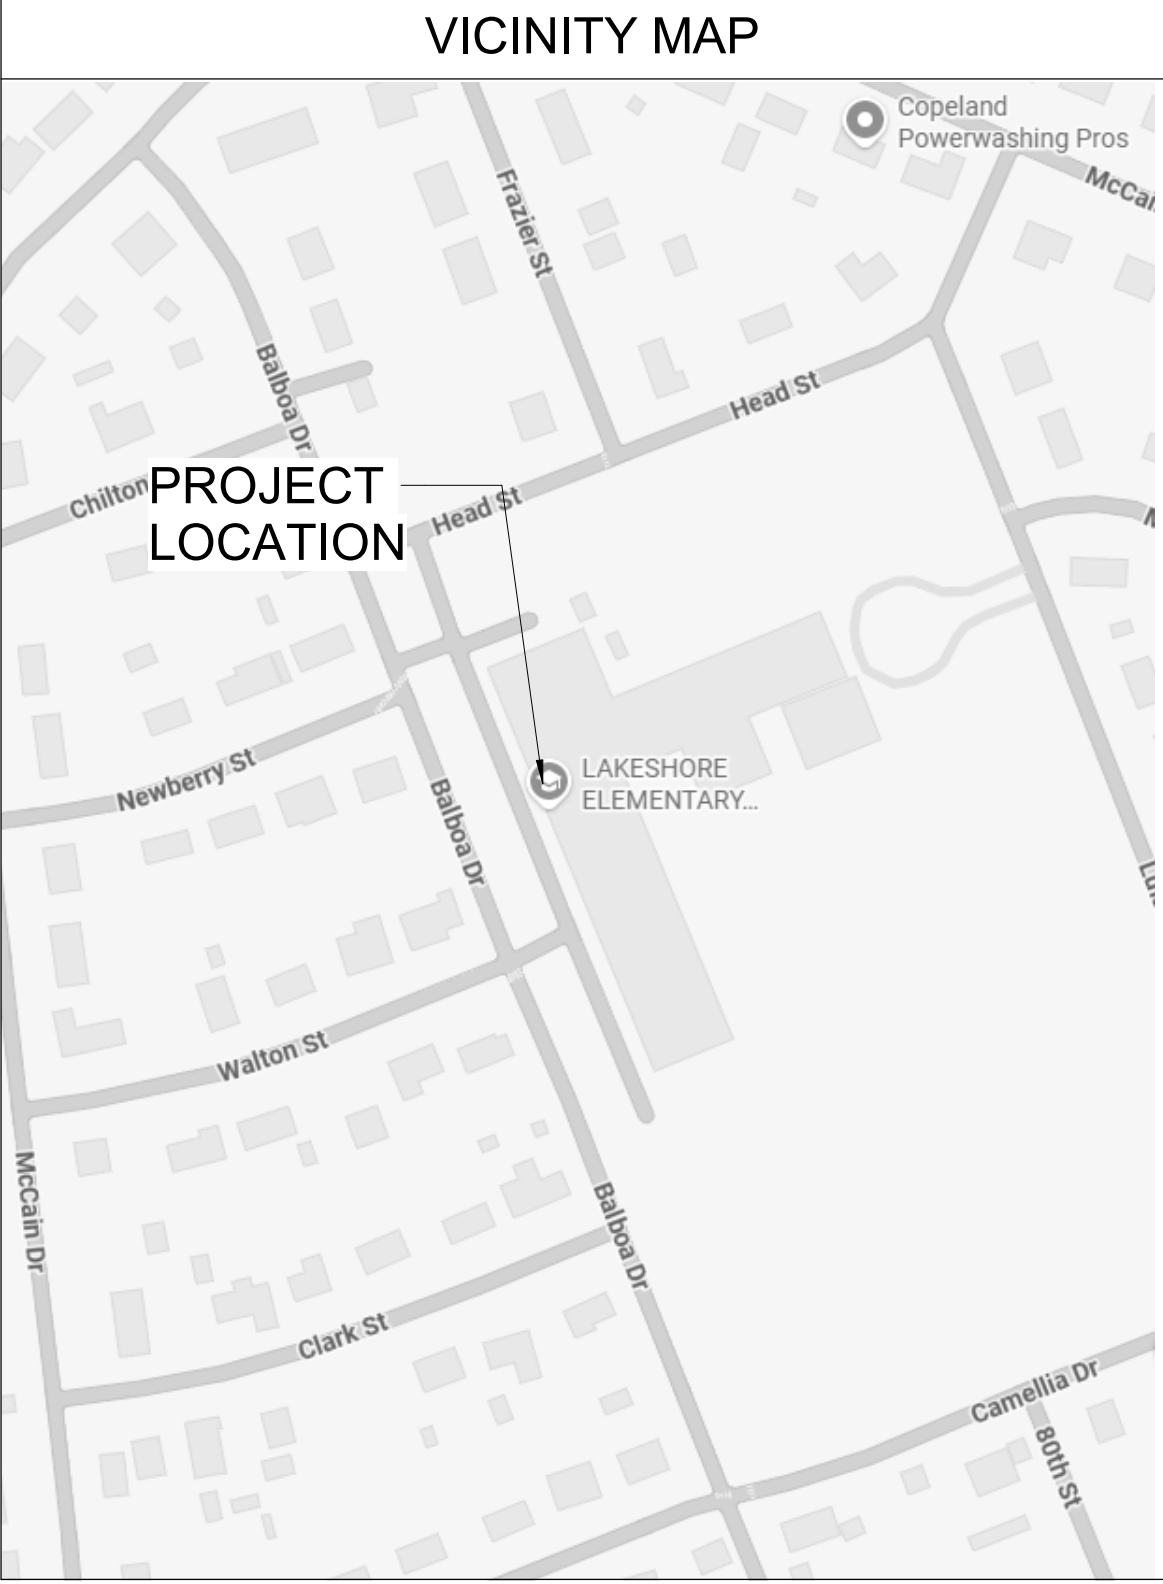 VICINITY MAP
Copeland
Powerwashing Pros
Frazier St
Balboa Dr
Head St
Chilton
PROJECT
LOCATION
Head St
LAKESHORE
ELEMENTARY...
Newberry St
Balboa Dr
Walton St
McCain Dr
Balboa Dr
Clark St
Camellia Dr
80th St